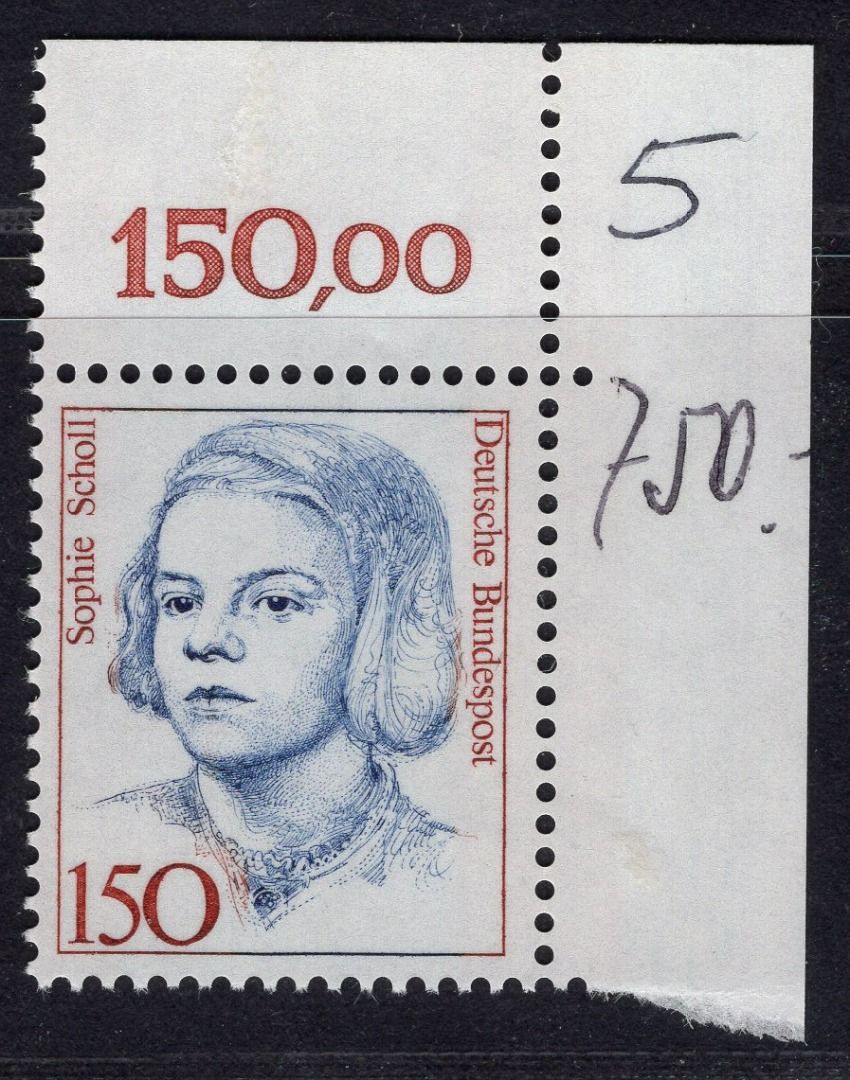 5
150,00
750.-
Sophie Scholl
Deutsche Bundespost
150